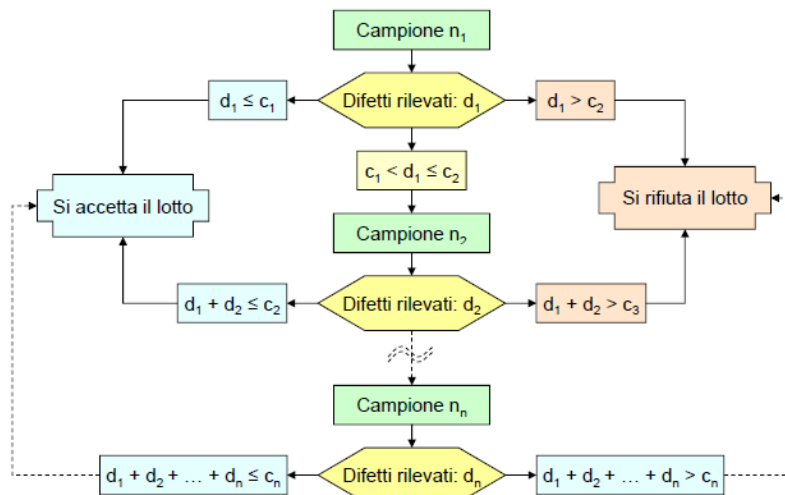 Campione n₁
d₁ ≤ c₁
Difetti rilevati: d₁
d₁ > c₂
c₁ < d₁ ≤ c₂
Si accetta il lotto
Si rifiuta il lotto
Campione n₂
d₁ + d₂ ≤ c₂
Difetti rilevati: d₂
d₁ + d₂ > c₃
Campione nₙ
d₁ + d₂ + … + dₙ ≤ cₙ
Difetti rilevati: dₙ
d₁ + d₂ + … + dₙ > cₙ